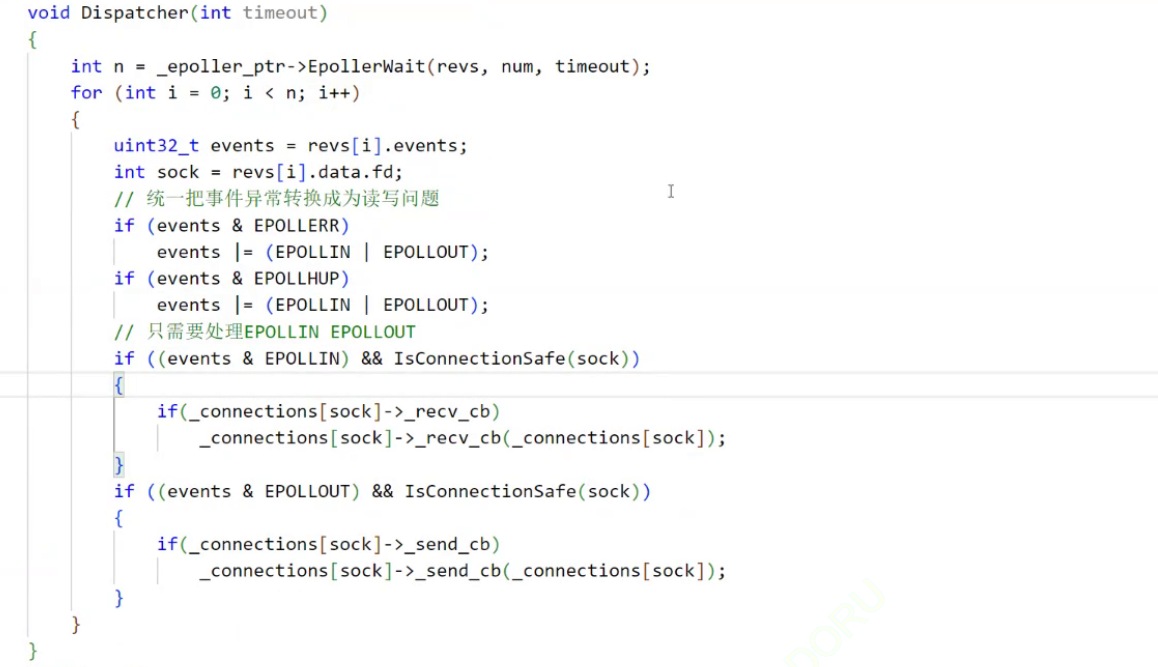 void Dispatcher(int timeout)
{
    int n = _epoller_ptr->EpollerWait(revs, num, timeout);
    for (int i = 0; i < n; i++)
    {
        uint32_t events = revs[i].events;
        int sock = revs[i].data.fd;
        // 统一把事件异常转换成为读写问题
        if (events & EPOLLERR)
            events |= (EPOLLIN | EPOLLOUT);
        if (events & EPOLLHUP)
            events |= (EPOLLIN | EPOLLOUT);
        // 只需要处理EPOLLIN EPOLLOUT
        if ((events & EPOLLIN) && IsConnectionSafe(sock))
        {
            if(_connections[sock]->_recv_cb)
                _connections[sock]->_recv_cb(_connections[sock]);
        }
        if ((events & EPOLLOUT) && IsConnectionSafe(sock))
        {
            if(_connections[sock]->_send_cb)
                _connections[sock]->_send_cb(_connections[sock]);
        }
    }
}